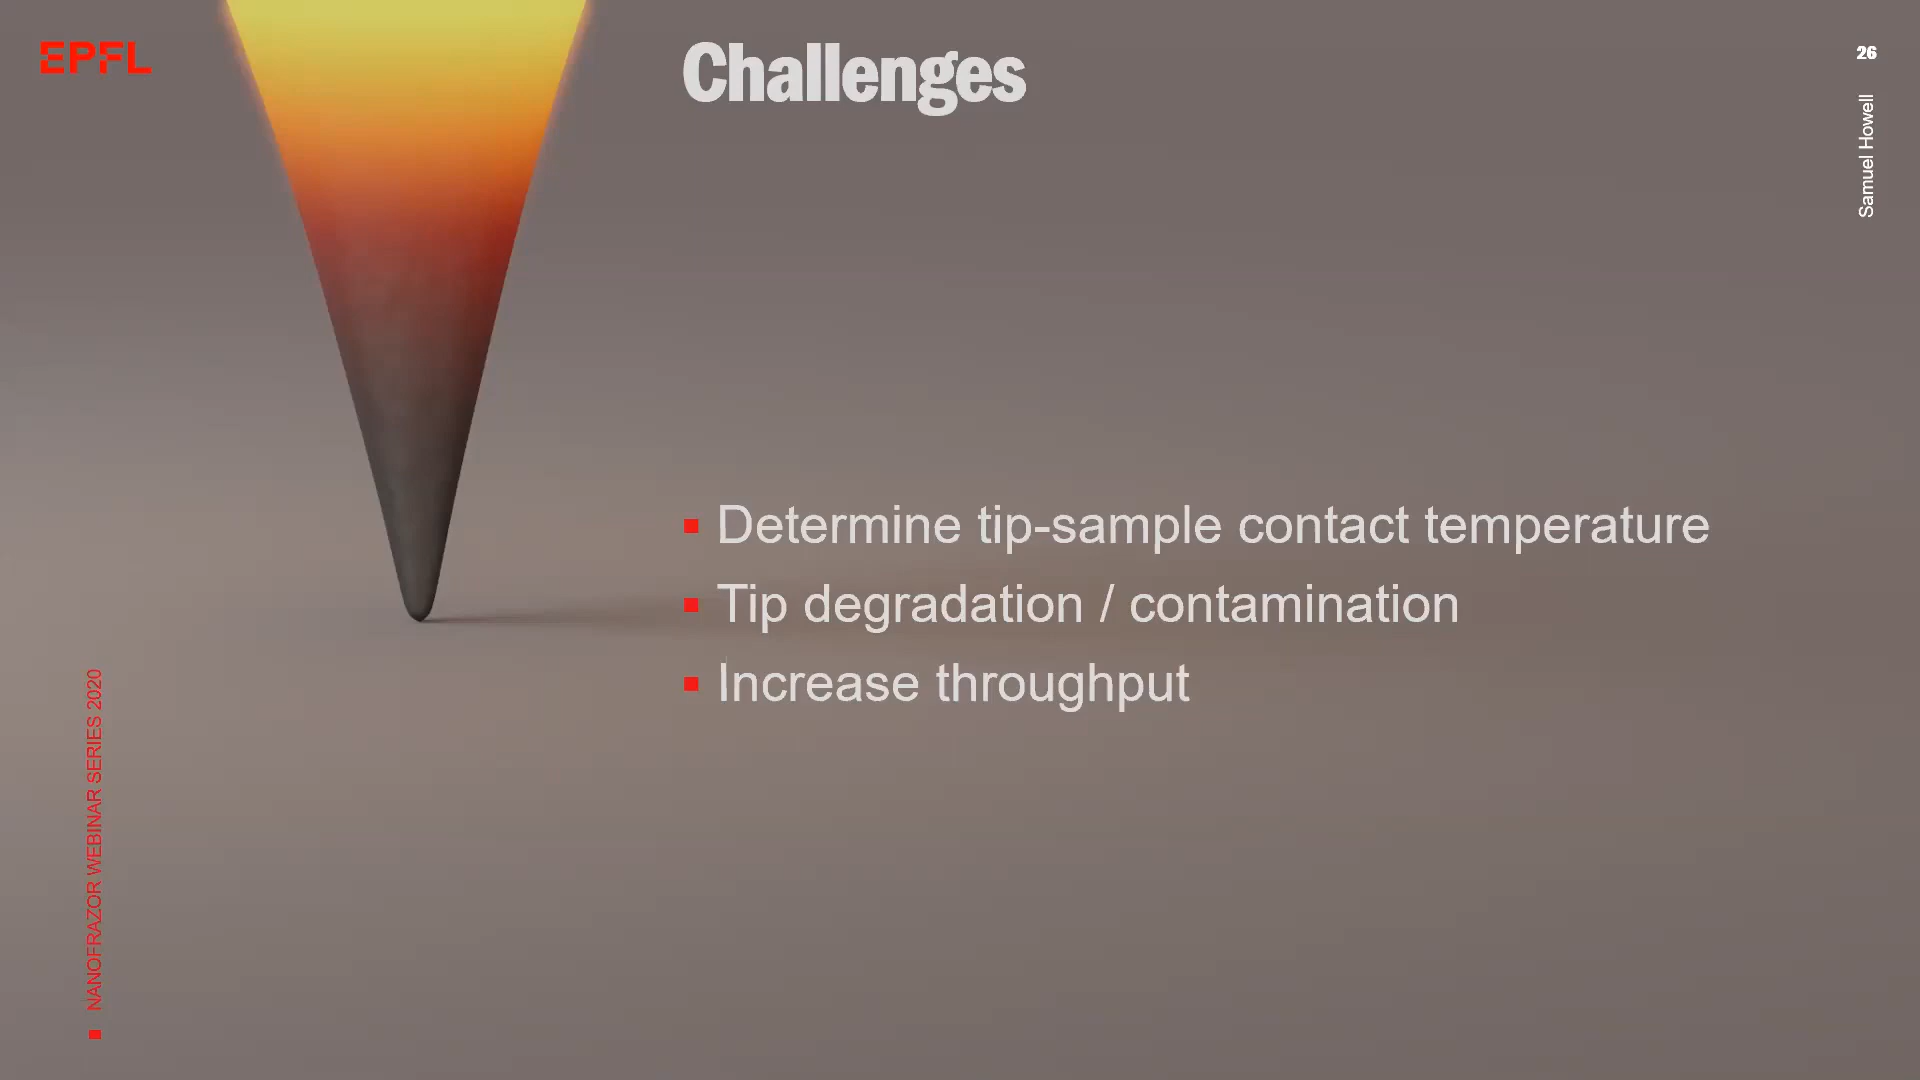 EPFL
Challenges
26
Samuel Howell
Determine tip-sample contact temperature
Tip degradation / contamination
Increase throughput
NANOFRAZOR WEBINAR SERIES 2020